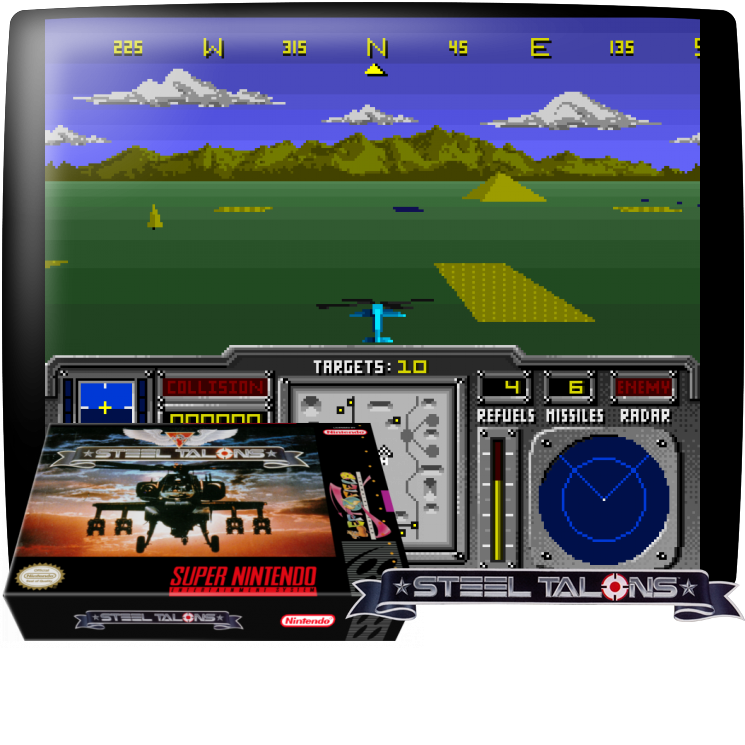 225 W 315 N 45 E 135 S
TARGETS: 10
COLLISION
4 6 ENEMY
000000
REFUELS MISSILES RADAR
★STEEL TALONS★
Nintendo
Nintendo
SUPER NINTENDO
ENTERTAINMENT SYSTEM
★STEEL TALONS★
Nintendo
★STEEL TALONS★